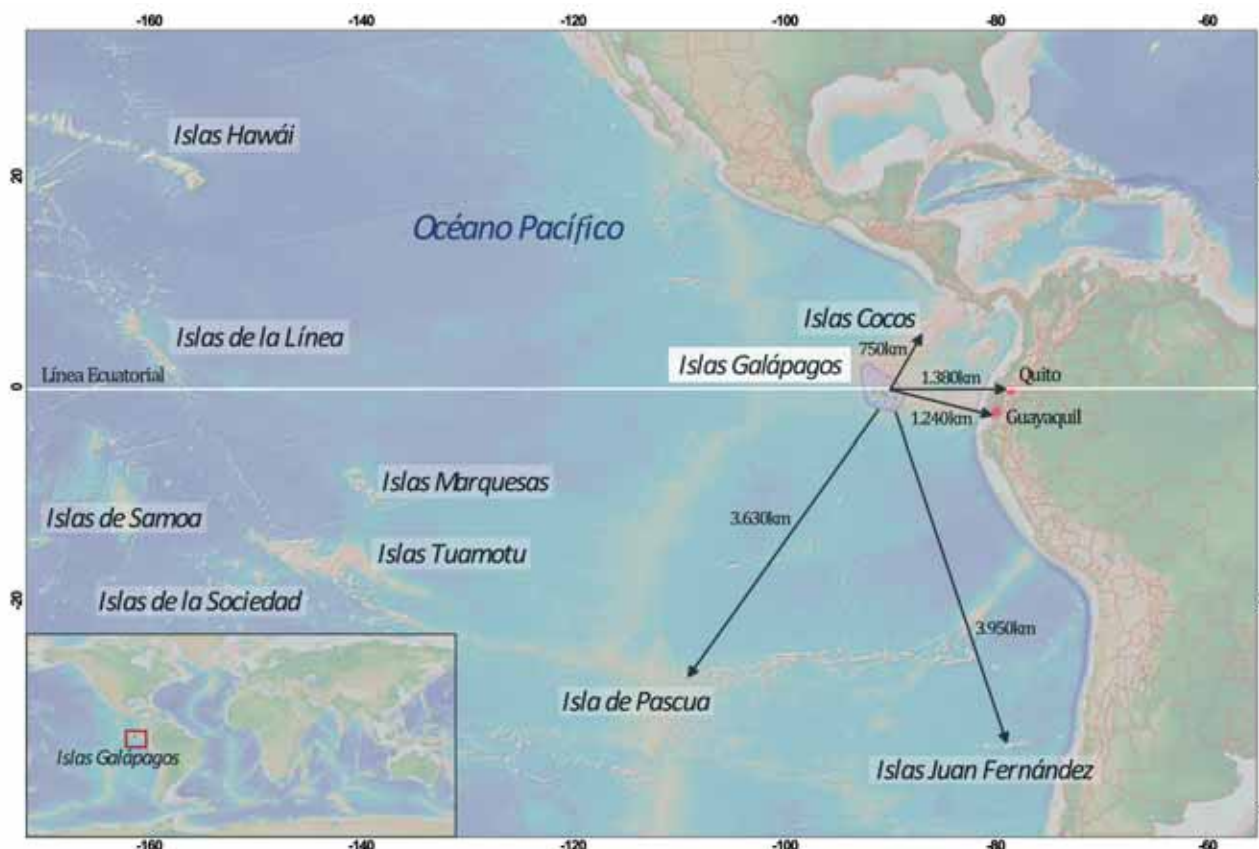 -160 -140 -120 -100 -80 -60
Islas Hawái
20
Océano Pacífico
Islas Cocos
Islas de la Línea
750km
Islas Galápagos
Línea Ecuatorial
1.380km
Quito
0
1.240km
Guayaquil
Islas Marquesas
Islas de Samoa
3.630km
Islas Tuamotu
Islas de la Sociedad
-20
3.950km
Isla de Pascua
Islas Galápagos
Islas Juan Fernández
-160 -140 -120 -100 -80 -60